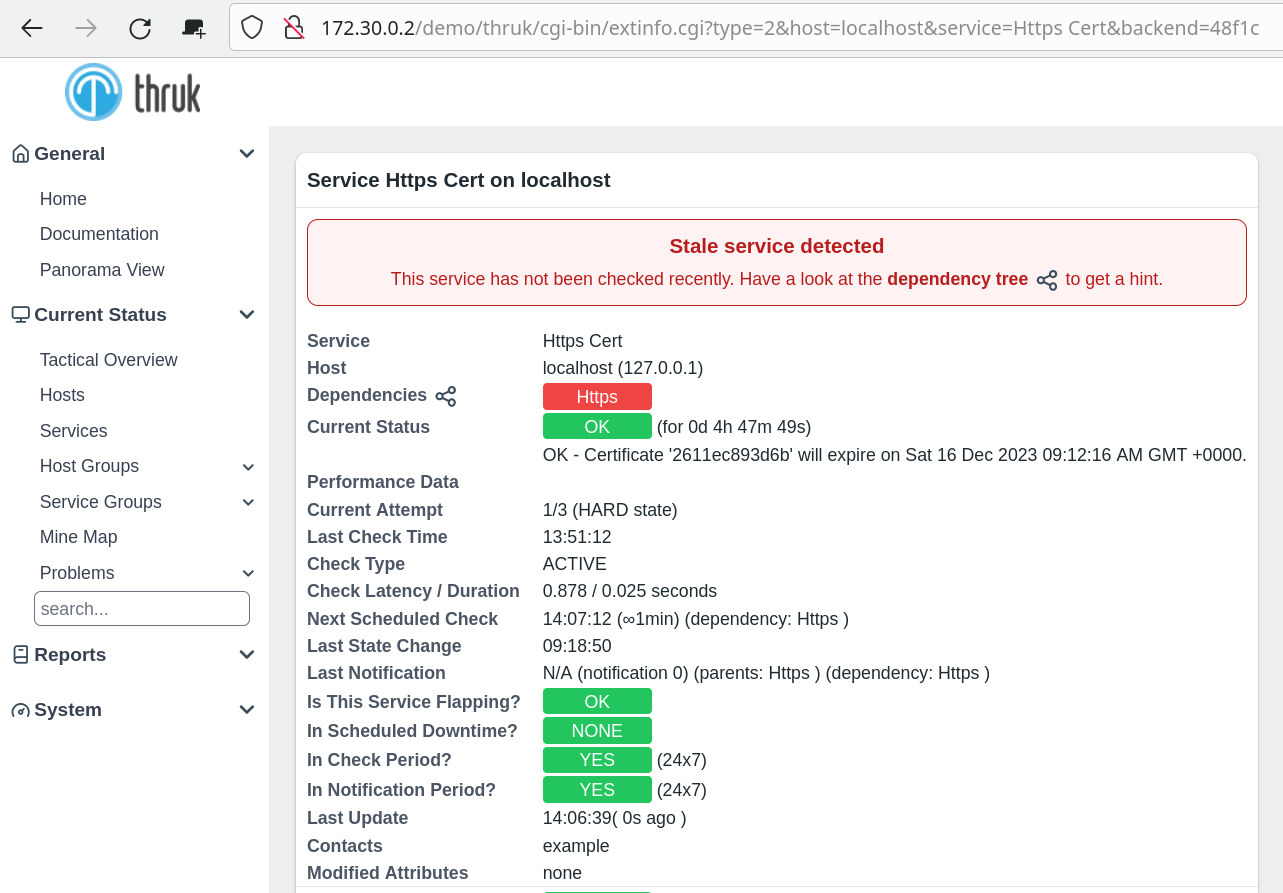 172.30.0.2/demo/thruk/cgi-bin/extinfo.cgi?type=2&host=localhost&service=Https Cert&backend=48f1c
thruk
General
Home
Documentation
Panorama View
Current Status
Tactical Overview
Hosts
Services
Host Groups
Service Groups
Mine Map
Problems
search...
Reports
System
Service Https Cert on localhost
Stale service detected
This service has not been checked recently. Have a look at the dependency tree to get a hint.
Service Https Cert
Host localhost (127.0.0.1)
Dependencies Https
Current Status OK (for 0d 4h 47m 49s)
OK - Certificate '2611ec893d6b' will expire on Sat 16 Dec 2023 09:12:16 AM GMT +0000.
Performance Data
Current Attempt 1/3 (HARD state)
Last Check Time 13:51:12
Check Type ACTIVE
Check Latency / Duration 0.878 / 0.025 seconds
Next Scheduled Check 14:07:12 (∞1min) (dependency: Https )
Last State Change 09:18:50
Last Notification N/A (notification 0) (parents: Https ) (dependency: Https )
Is This Service Flapping? OK
In Scheduled Downtime? NONE
In Check Period? YES (24x7)
In Notification Period? YES (24x7)
Last Update 14:06:39( 0s ago )
Contacts example
Modified Attributes none